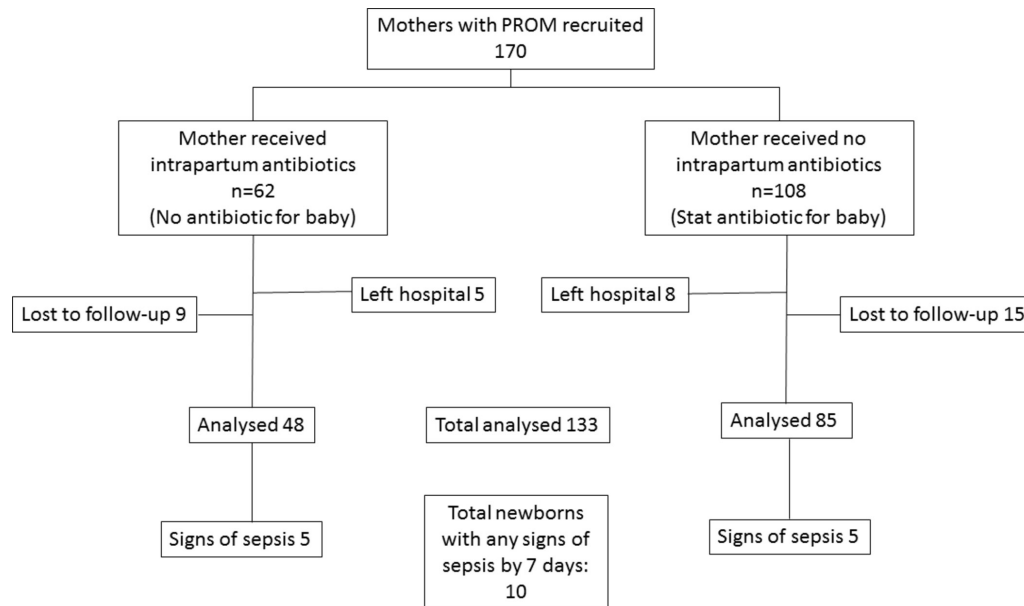 Mothers with PROM recruited
170
Mother received
intrapartum antibiotics
n=62
(No antibiotic for baby)
Mother received no
intrapartum antibiotics
n=108
(Stat antibiotic for baby)
Left hospital 5
Left hospital 8
Lost to follow-up 9
Lost to follow-up 15
Analysed 48
Total analysed 133
Analysed 85
Signs of sepsis 5
Total newborns
with any signs of
sepsis by 7 days:
10
Signs of sepsis 5